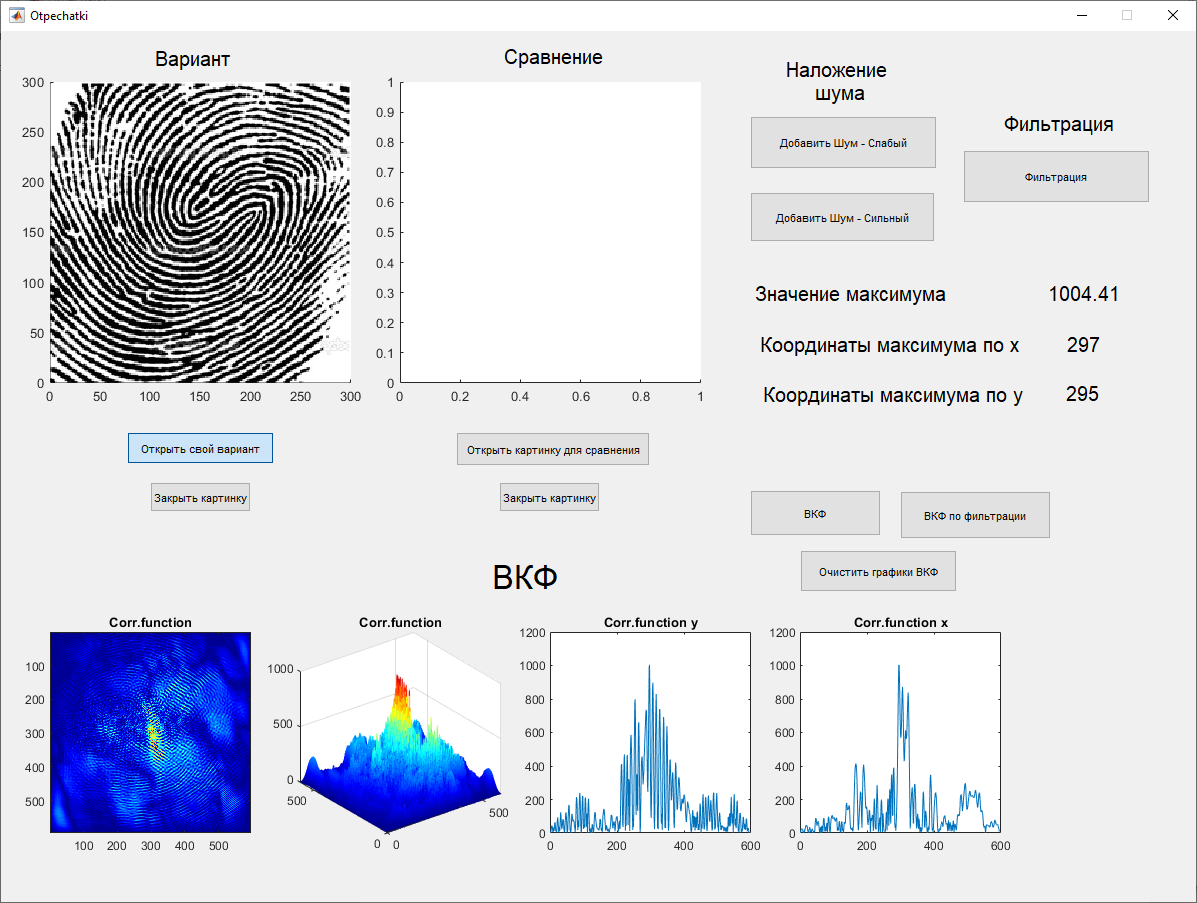 Otpechatki
Вариант
Сравнение
Наложение
шума
Фильтрация
300
250
200
150
100
50
0
0 50 100 150 200 250 300
1
0.9
0.8
0.7
0.6
0.5
0.4
0.3
0.2
0.1
0
0 0.2 0.4 0.6 0.8 1
Добавить Шум - Слабый
Фильтрация
Добавить Шум - Сильный
Значение максимума 1004.41
Координаты максимума по x 297
Координаты максимума по y 295
Открыть свой вариант
Открыть картинку для сравнения
Закрыть картинку
Закрыть картинку
ВКФ
ВКФ по фильтрации
Очистить графики ВКФ
ВКФ
Corr.function
100
200
300
400
500
100 200 300 400 500
Corr.function
1000
500
0
500
0 0
500
Corr.function y
1200
1000
800
600
400
200
0
0 200 400 600
Corr.function x
1200
1000
800
600
400
200
0
0 200 400 600